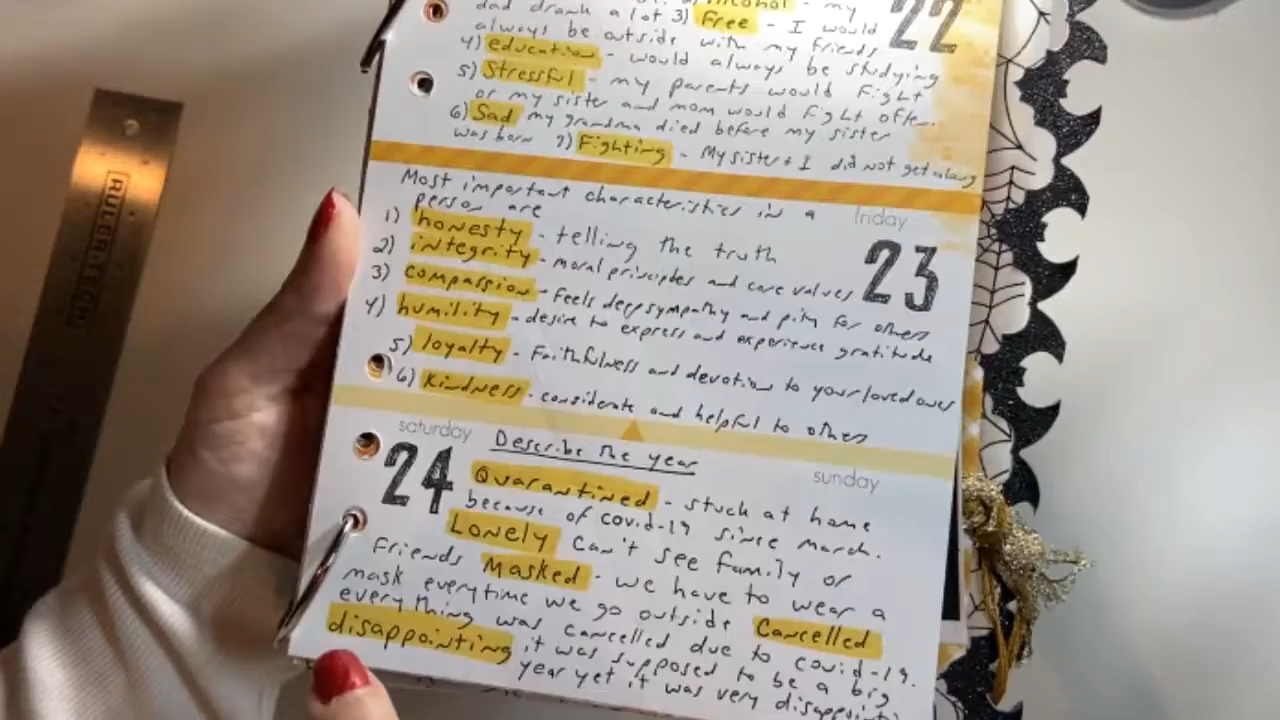 my
dad drank a lot 3) Free - I would
always be outside with my friends
22
4) education - would always be studying
5) Stressful - my parents would fight
or my sister and mom would fight often.
6) Sad my grandma died before my sister
was born 7) Fighting - My sister & I did not get along
Most important characteristics in a
person are
friday
23
1) honesty - telling the truth
2) integrity - moral principles and core values
3) compassion - Feels deep sympathy and pity for others
4) humility - desire to express and experience gratitude
5) loyalty - Faithfulness and devotion to your loved ones
6) Kindness - considerate and helpful to others
saturday
24
Describe the year
sunday
Quarantined - stuck at home
because of covid-19 since march.
Lonely Can't see family or
Friends Masked - we have to wear a
mask everytime we go outside Cancelled
everything was cancelled due to covid-19.
disappointing it was supposed to be a big
year yet it was very disappointi
RULER-TECH